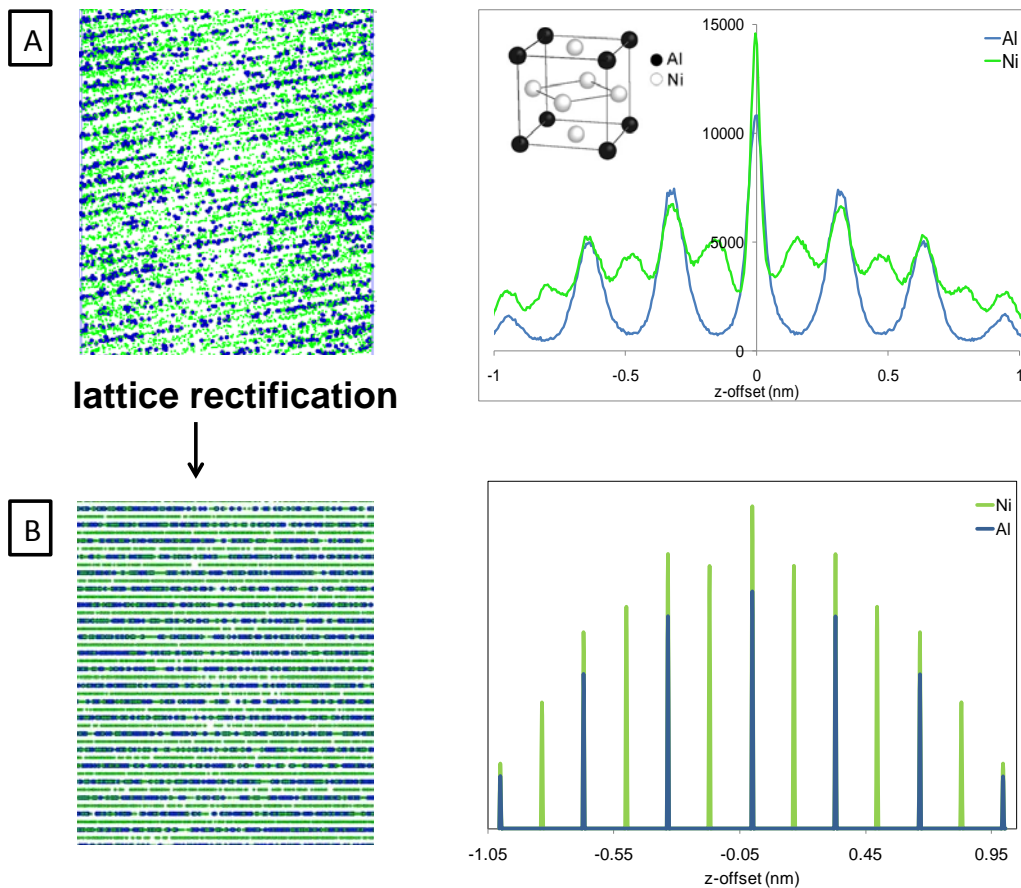 A
15000
10000
5000
0
-1
-0.5
0
0.5
1
z-offset (nm)
Al
Ni
Al
Ni
lattice rectification
B
Ni
Al
-1.05
-0.55
-0.05
0.45
0.95
z-offset (nm)